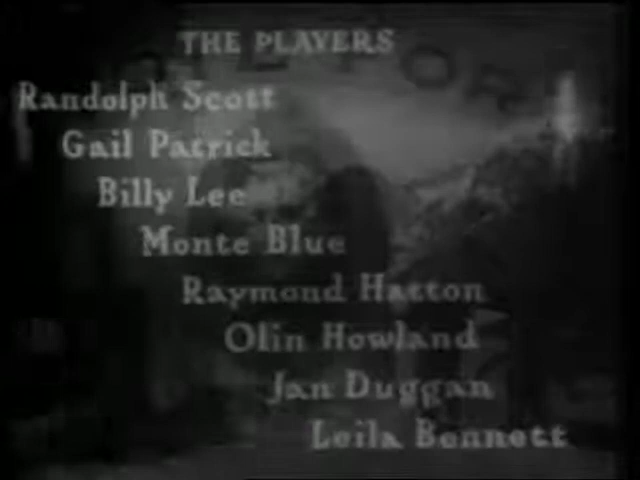 THE PLAYERS
Randolph Scott
Gail Patrick
Billy Lee
Monte Blue
Raymond Hatton
Olin Howland
Jan Duggan
Leila Bennett